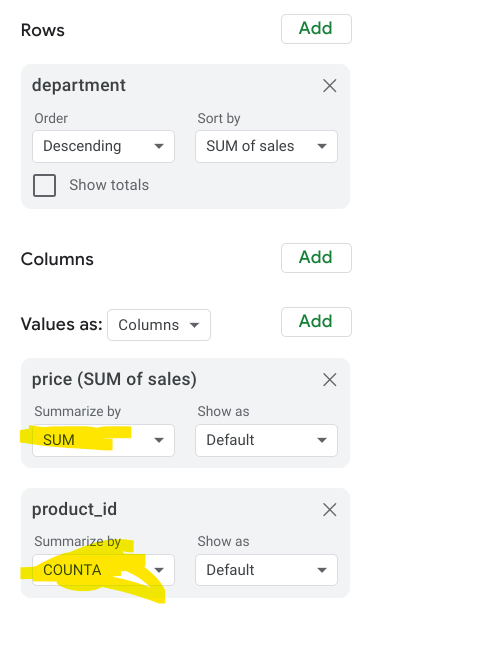 Rows Add
department
Order Sort by
Descending SUM of sales
Show totals
Columns Add
Values as: Columns Add
price (SUM of sales)
Summarize by Show as
SUM Default
product_id
Summarize by Show as
COUNTA Default